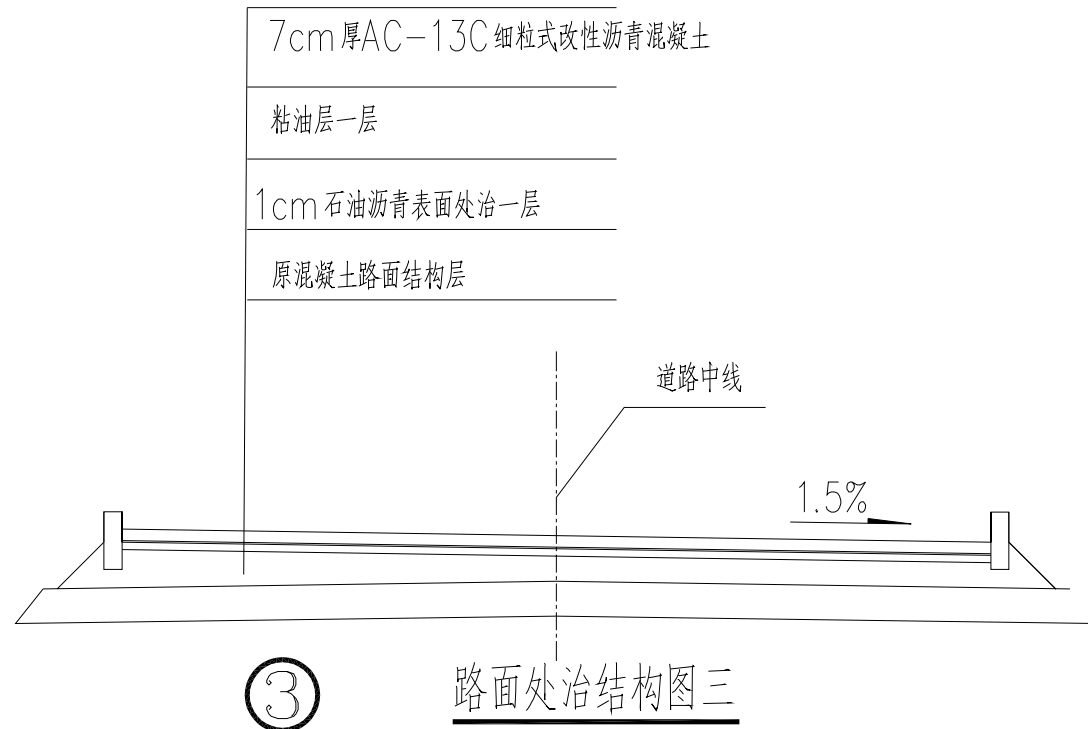 7cm厚AC-13C细粒式改性沥青混凝土
粘油层一层
1cm石油沥青表面处治一层
原混凝土路面结构层
道路中线
1.5%
3 路面处治结构图三